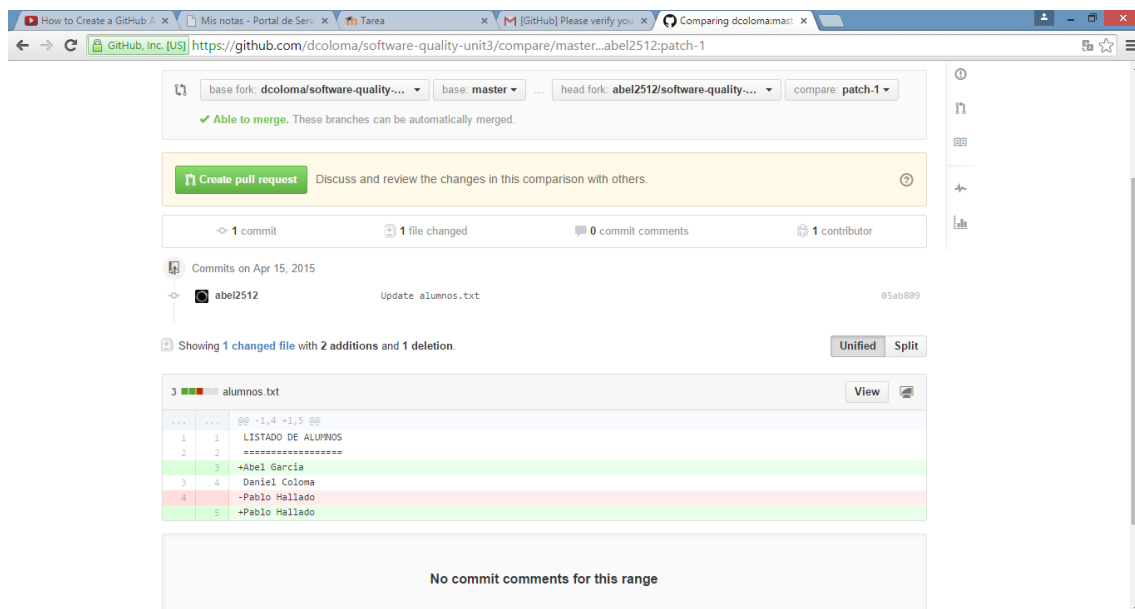 How to Create a GitHub A
Mis notas - Portal de Serv
Tarea
[GitHub] Please verify you
Comparing dcoloma:mast
GitHub, Inc. [US] https://github.com/dcoloma/software-quality-unit3/compare/master...abel2512:patch-1
base fork: dcoloma/software-quality-... base: master ... head fork: abel2512/software-quality-... compare: patch-1
Able to merge. These branches can be automatically merged.
Create pull request Discuss and review the changes in this comparison with others.
1 commit 1 file changed 0 commit comments 1 contributor
Commits on Apr 15, 2015
abel2512 Update alumnos.txt 05ab809
Showing 1 changed file with 2 additions and 1 deletion. Unified Split
3 alumnos.txt View
... ... @@ -1,4 +1,5 @@
1 1 LISTADO DE ALUMNOS
2 2 ==================
3 +Abel Garcia
3 4 Daniel Coloma
4 -Pablo Hallado
5 +Pablo Hallado
No commit comments for this range